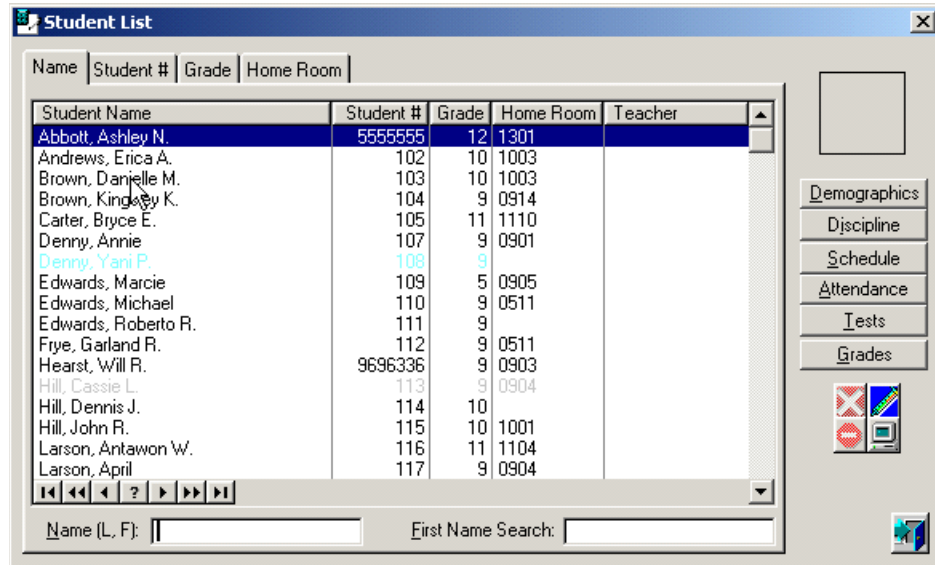 Student List
Name Student # Grade Home Room
Student Name Student # Grade Home Room Teacher
Abbott, Ashley N. 5555555 12 1301
Andrews, Erica A. 102 10 1003
Brown, Danielle M. 103 10 1003
Brown, Kingsley K. 104 9 0914
Carter, Bryce E. 105 11 1110
Denny, Annie 107 9 0901
Denny, Yani P. 108 9
Edwards, Marcie 109 5 0905
Edwards, Michael 110 9 0511
Edwards, Roberto R. 111 9
Frye, Garland R. 112 9 0511
Hearst, Will R. 9696336 9 0903
Hill, Cassie L. 113 9 0904
Hill, Dennis J. 114 10
Hill, John R. 115 10 1001
Larson, Antawon W. 116 11 1104
Larson, April 117 9 0904
?
Name (L, F): First Name Search:
Demographics
Discipline
Schedule
Attendance
Tests
Grades